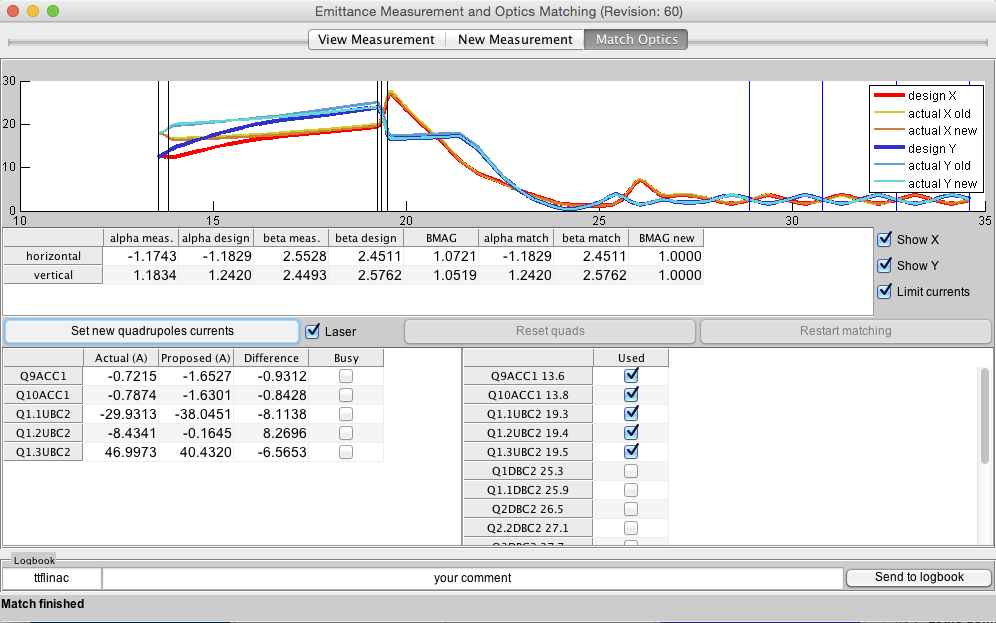 Emittance Measurement and Optics Matching (Revision: 60)
View Measurement New Measurement Match Optics
30
20
10
0
10 15 20 25 30 35
design X
actual X old
actual X new
design Y
actual Y old
actual Y new
alpha meas. alpha design beta meas. beta design BMAG alpha match beta match BMAG new
horizontal -1.1743 -1.1829 2.5528 2.4511 1.0721 -1.1829 2.4511 1.0000
vertical 1.1834 1.2420 2.4493 2.5762 1.0519 1.2420 2.5762 1.0000
Show X
Show Y
Limit currents
Set new quadrupoles currents Laser Reset quads Restart matching
Actual (A) Proposed (A) Difference Busy
Q9ACC1 -0.7215 -1.6527 -0.9312
Q10ACC1 -0.7874 -1.6301 -0.8428
Q1.1UBC2 -29.9313 -38.0451 -8.1138
Q1.2UBC2 -8.4341 -0.1645 8.2696
Q1.3UBC2 46.9973 40.4320 -6.5653
Used
Q9ACC1 13.6
Q10ACC1 13.8
Q1.1UBC2 19.3
Q1.2UBC2 19.4
Q1.3UBC2 19.5
Q1DBC2 25.3
Q1.1DBC2 25.9
Q2DBC2 26.5
Q2.2DBC2 27.1
Logbook
ttflinac your comment Send to logbook
Match finished